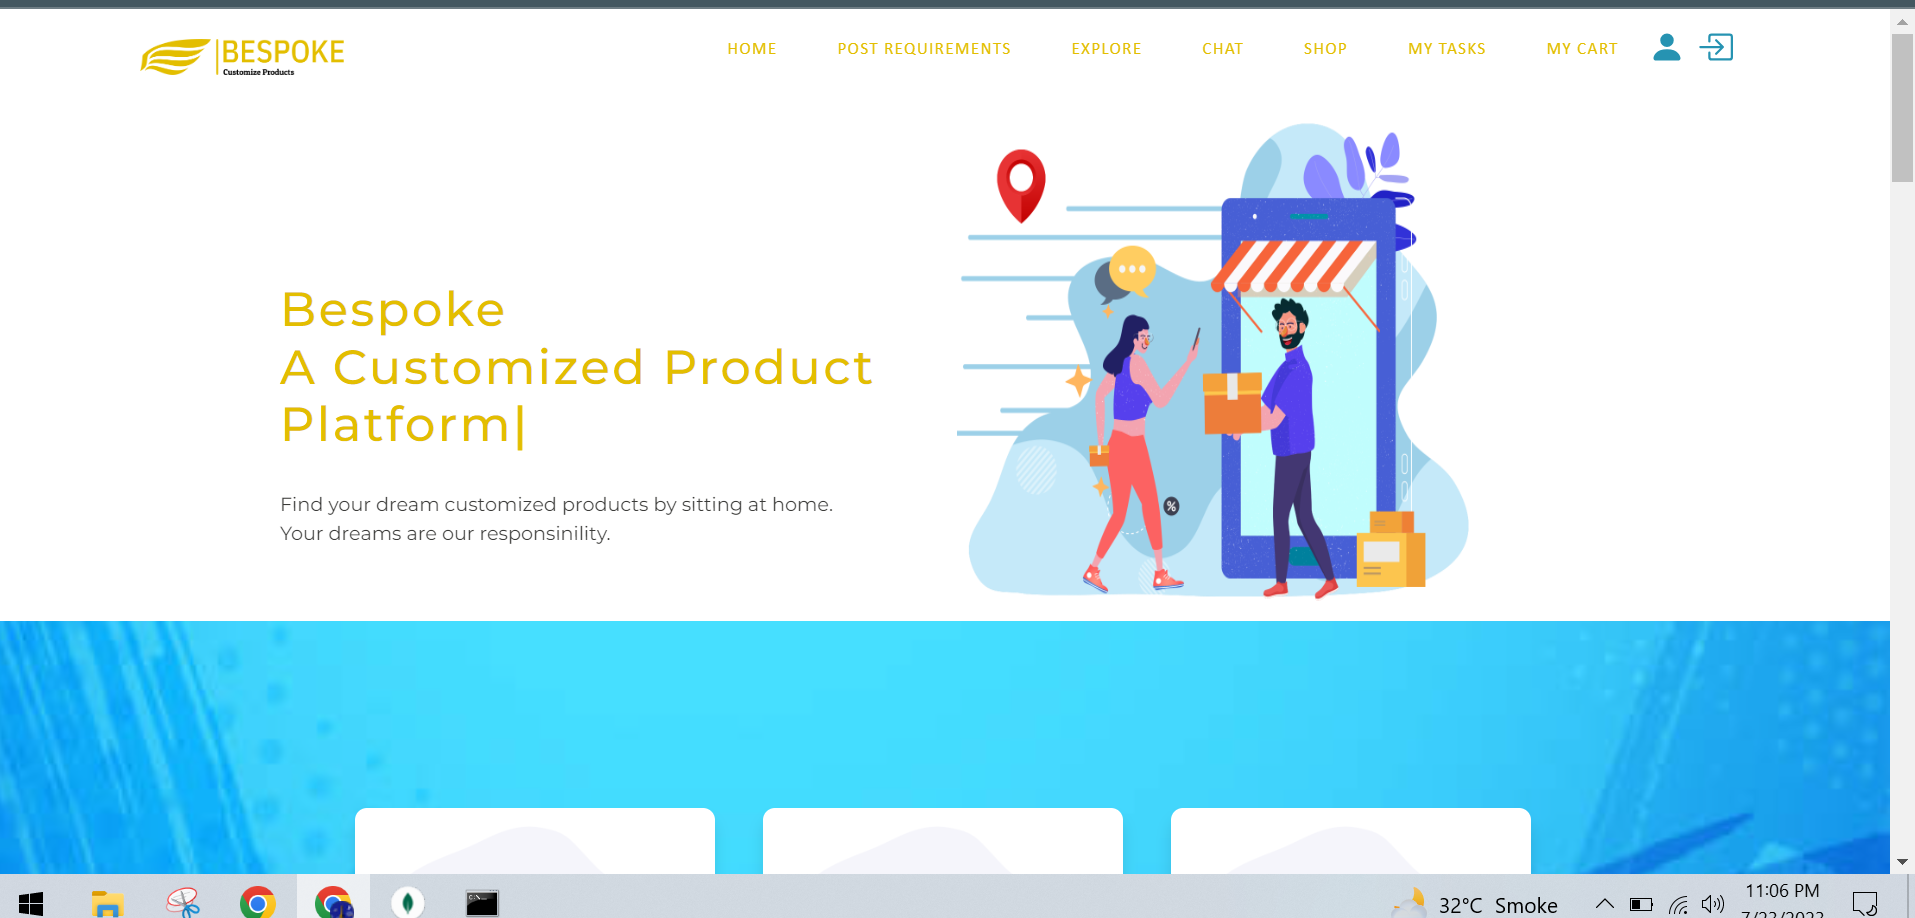 BESPOKE
Customize Products
HOME POST REQUIREMENTS EXPLORE CHAT SHOP MY TASKS MY CART
Bespoke
A Customized Product
Platform|
Find your dream customized products by sitting at home.
Your dreams are our responsinility.
%
32°C Smoke
11:06 PM